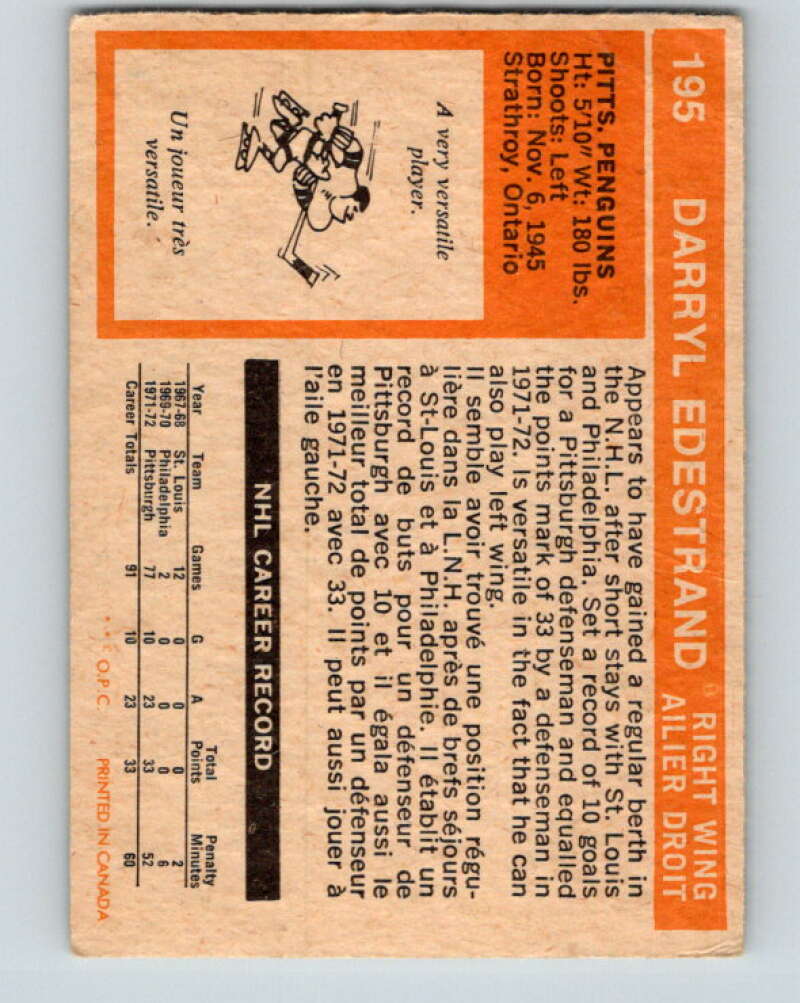 195 DARRYL EDESTRAND RIGHT WING
AILIER DROIT
PITTS. PENGUINS
Ht: 5'10" Wt: 180 lbs.
Shoots: Left
Born: Nov. 6, 1945
Strathroy, Ontario
A very versatile
player.
Un joueur très
versatile.
Appears to have gained a regular berth in
the N.H.L. after short stays with St. Louis
and Philadelphia. Set a record of 10 goals
for a Pittsburgh defenseman and equalled
the points mark of 33 by a defenseman in
1971-72. Is versatile in the fact that he can
also play left wing.
Il semble avoir trouvé une position régu-
lière dans la L.N.H. après de brefs séjours
à St-Louis et à Philadelphie. Il établit un
record de buts pour un défenseur de
Pittsburgh avec 10 et il égala aussi le
meilleur total de points par un défenseur
en 1971-72 avec 33. Il peut aussi jouer à
l'aile gauche.
NHL CAREER RECORD
Year Team Games G A Total Points Penalty Minutes
1967-68 St. Louis 12 0 0 0 2
1969-70 Philadelphia 2 0 0 0 6
1971-72 Pittsburgh 77 10 23 33 52
Career Totals 91 10 23 33 60
O.P.C. PRINTED IN CANADA